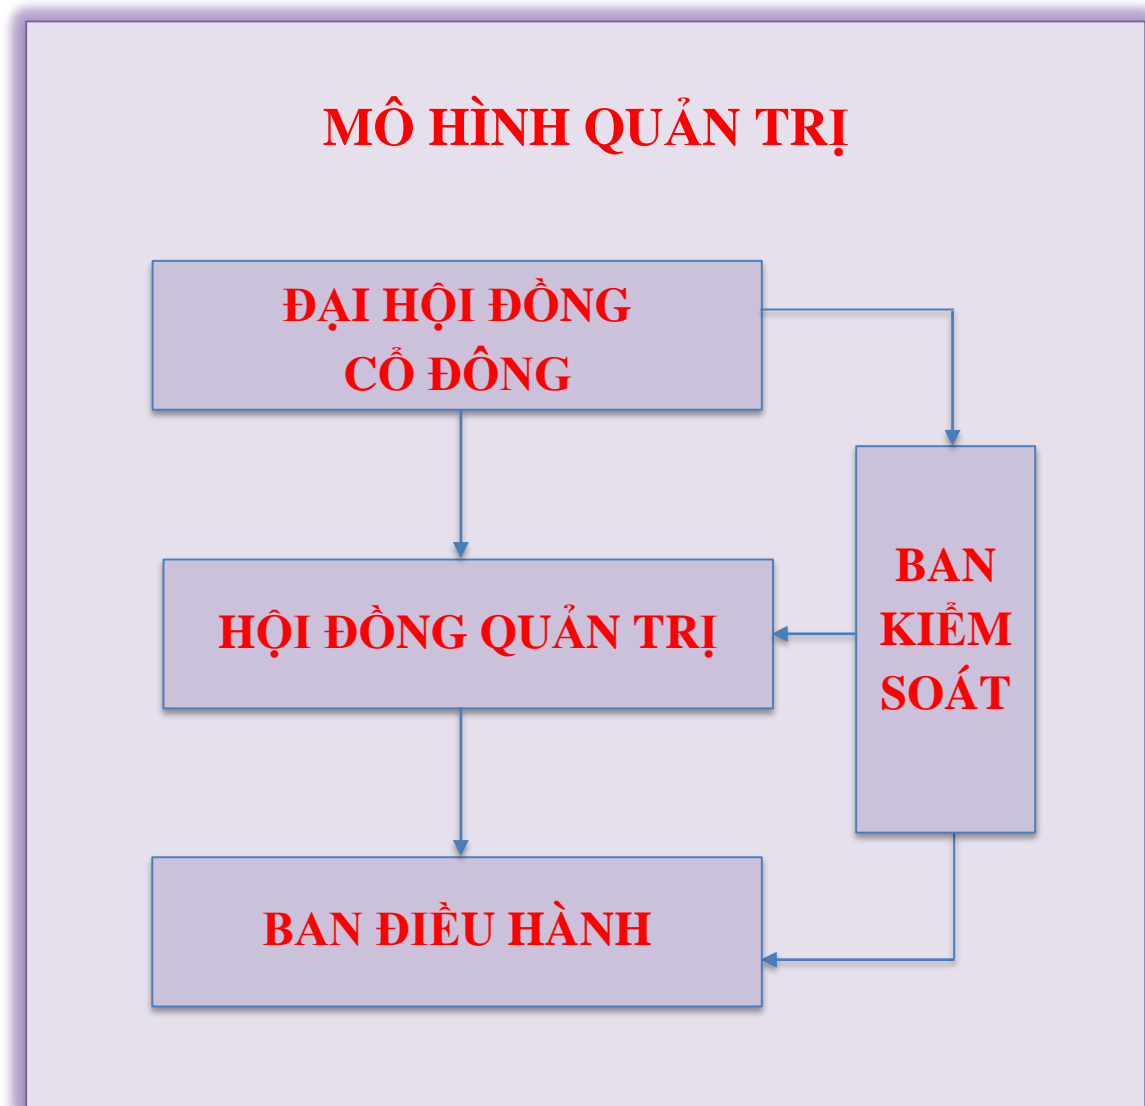 MÔ HÌNH QUẢN TRỊ
ĐẠI HỘI ĐỒNG
CỔ ĐÔNG
HỘI ĐỒNG QUẢN TRỊ
BAN
KIỂM
SOÁT
BAN ĐIỀU HÀNH